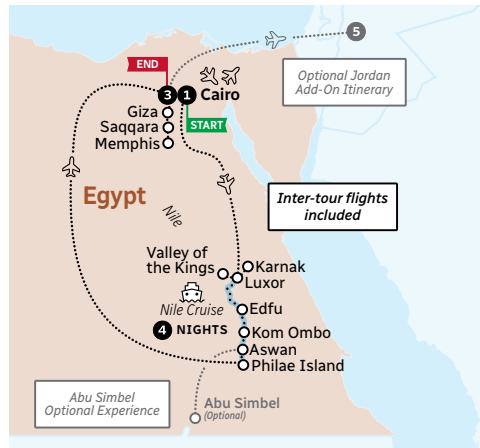 5
END
Optional Jordan
Add-On Itinerary
3
1
Cairo
Giza
START
Saqqara
Memphis
Egypt
Inter-tour flights
included
Nile
Valley of
the Kings
Karnak
Luxor
Nile Cruise
Edfu
4 NIGHTS
Kom Ombo
Aswan
Philae Island
Abu Simbel
Optional Experience
Abu Simbel
(Optional)